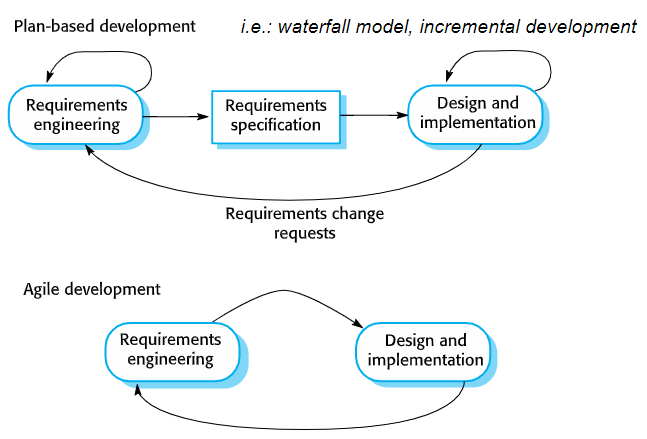 Plan-based development
i.e.: waterfall model, incremental development
Requirements
engineering
Requirements
specification
Design and
implementation
Requirements change
requests
Agile development
Requirements
engineering
Design and
implementation